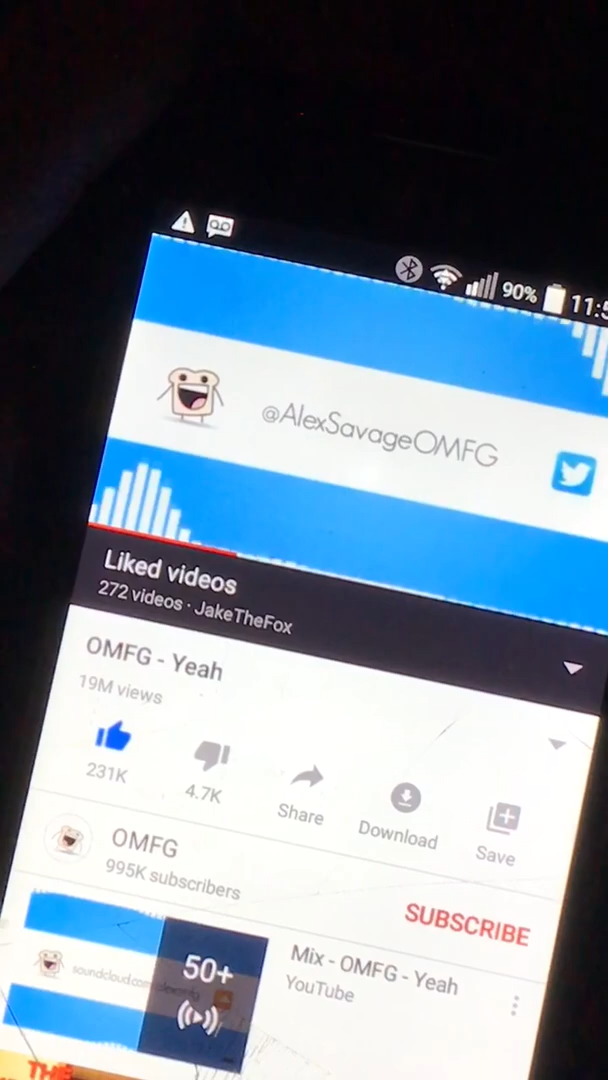 90%
@AlexSavageOMFG
Liked videos
272 videos · JakeTheFox
OMFG - Yeah
19M views
231K
4.7K
Share
Download
Save
OMFG
995K subscribers
SUBSCRIBE
50+
Mix - OMFG - Yeah
YouTube
THE